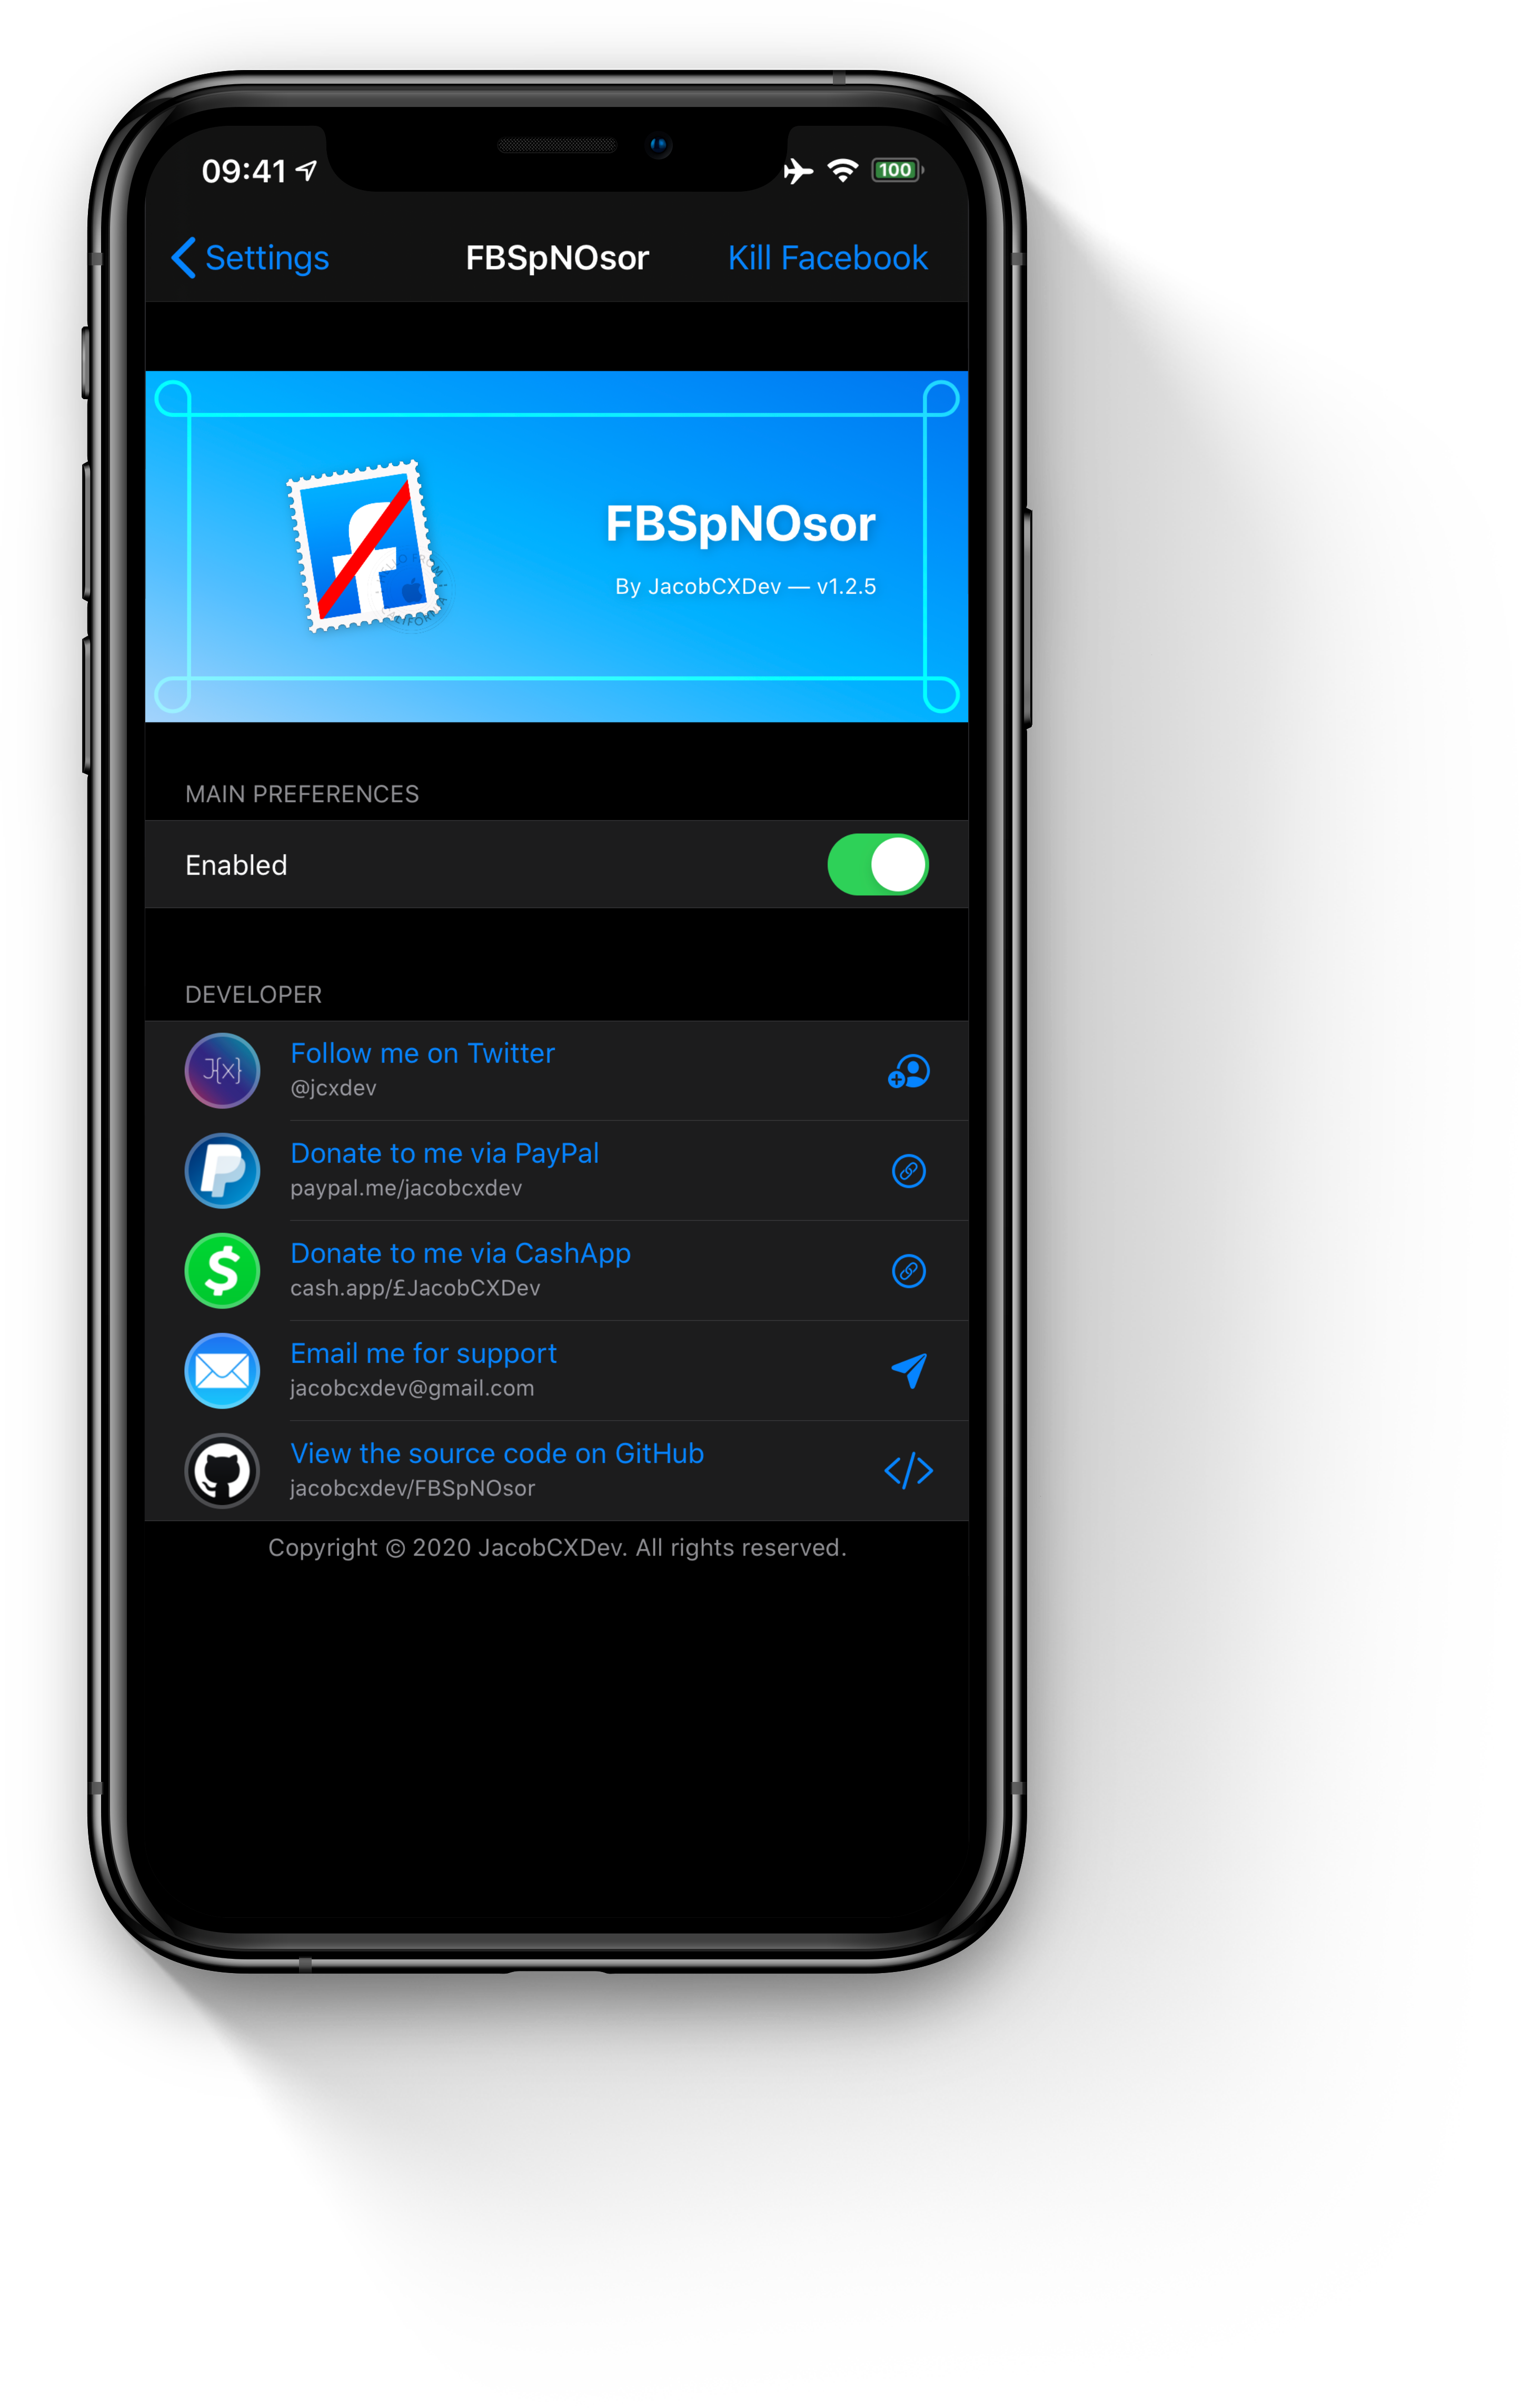 09:41
100
Settings
FBSpNOsor
Kill Facebook
FBSpNOsor
By JacobCXDev — v1.2.5
MAIN PREFERENCES
Enabled
DEVELOPER
J{x}
Follow me on Twitter
@jcxdev
Donate to me via PayPal
paypal.me/jacobcxdev
Donate to me via CashApp
cash.app/£JacobCXDev
Email me for support
jacobcxdev@gmail.com
View the source code on GitHub
jacobcxdev/FBSpNOsor
Copyright © 2020 JacobCXDev. All rights reserved.